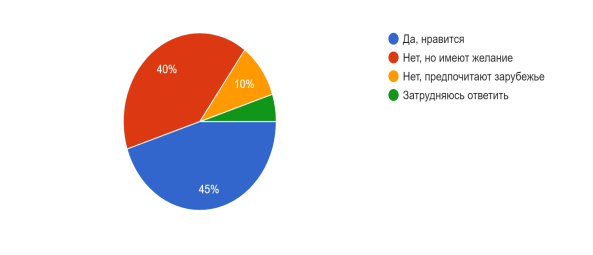 40%
10%
45%
Да, нравится
Нет, но имеют желание
Нет, предпочитают зарубежье
Затрудняюсь ответить